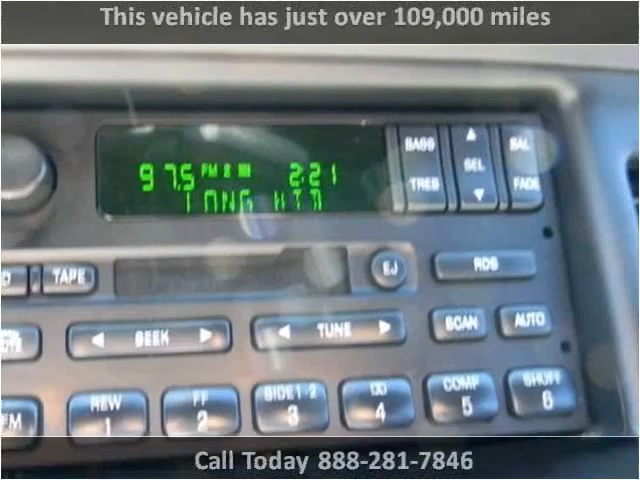 This vehicle has just over 109,000 miles
97.5 FM 2:21
BASS SEL BAL
TREB FADE
TAPE EJ RDS
SEEK TUNE SCAN AUTO
REW FF SIDE 1-2 COMP SHUFF
FM 1 2 3 4 5 6
Call Today 888-281-7846